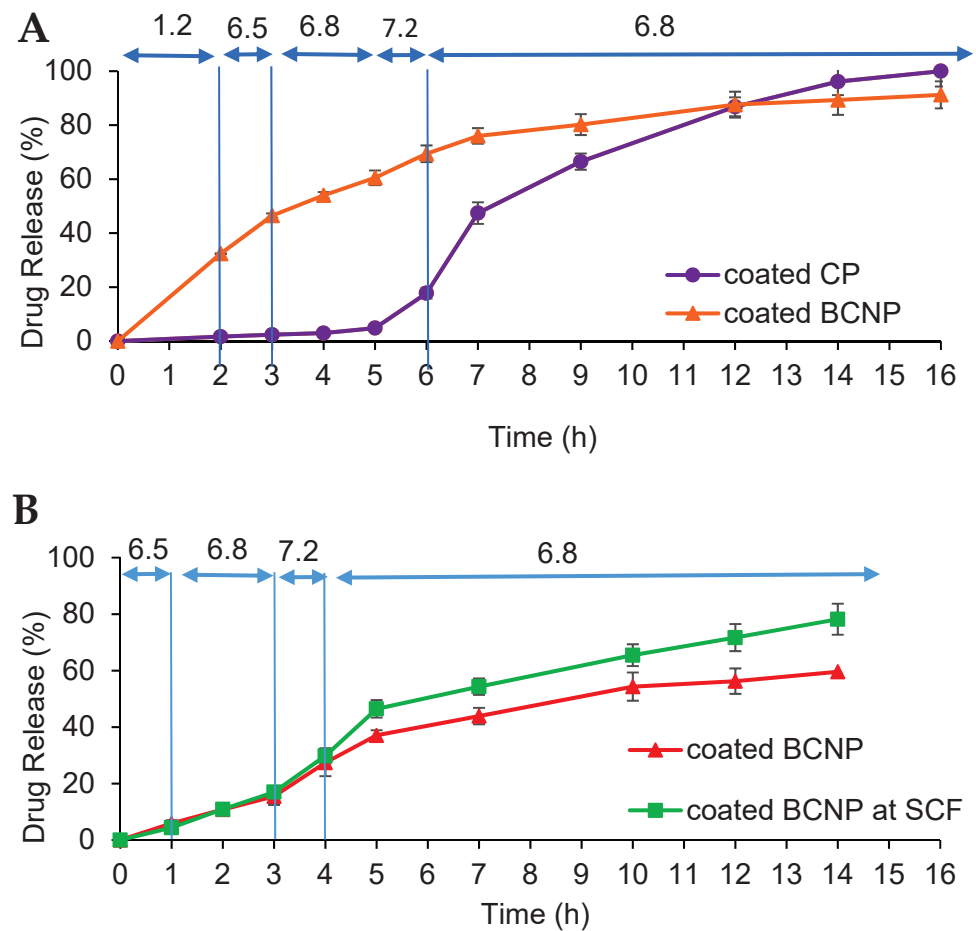 A
1.2 6.5 6.8 7.2 6.8
Drug Release (%)
100
80
60
40
20
0
coated CP
coated BCNP
0 1 2 3 4 5 6 7 8 9 10 11 12 13 14 15 16
Time (h)
B
6.5 6.8 7.2 6.8
Drug Release (%)
100
80
60
40
20
0
coated BCNP
coated BCNP at SCF
0 1 2 3 4 5 6 7 8 9 10 11 12 13 14 15 16
Time (h)